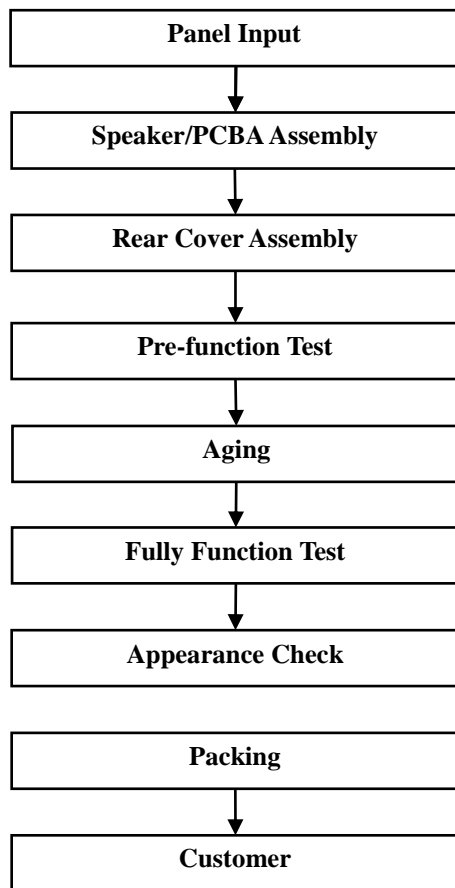 Panel Input
Speaker/PCBA Assembly
Rear Cover Assembly
Pre-function Test
Aging
Fully Function Test
Appearance Check
Packing
Customer